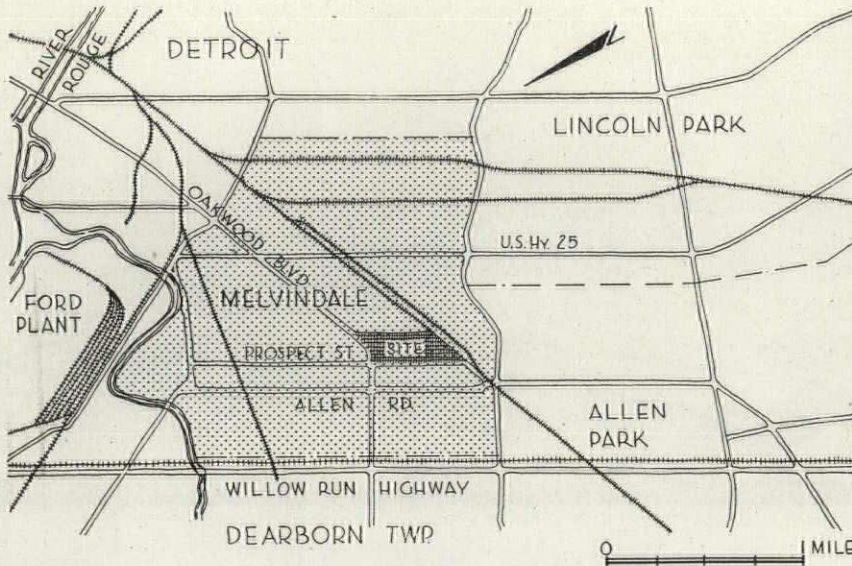 DETROIT
RIVER
ROUGE
LINCOLN PARK
OAKWOOD BLVD
U.S. HY. 25
MELVINDALE
FORD
PLANT
PROSPECT ST.
SITE
ALLEN RD.
ALLEN
PARK
WILLOW RUN HIGHWAY
DEARBORN TWP.
0 1 MILE